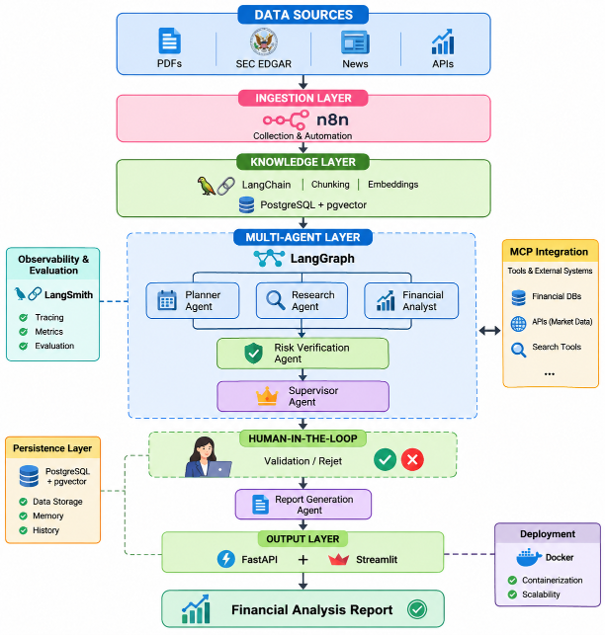 DATA SOURCES
PDFs
SEC EDGAR
News
APIs
INGESTION LAYER
n8n
Collection & Automation
KNOWLEDGE LAYER
LangChain | Chunking | Embeddings
PostgreSQL + pgvector
MULTI-AGENT LAYER
LangGraph
Planner
Agent
Research
Agent
Financial
Analyst
Risk Verification
Agent
Supervisor
Agent
Observability &
Evaluation
LangSmith
Tracing
Metrics
Evaluation
MCP Integration
Tools & External Systems
Financial DBs
APIs (Market Data)
Search Tools
...
HUMAN-IN-THE-LOOP
Validation / Rejet
Persistence Layer
PostgreSQL
+ pgvector
Data Storage
Memory
History
Report Generation
Agent
OUTPUT LAYER
FastAPI + Streamlit
Deployment
Docker
Containerization
Scalability
Financial Analysis Report